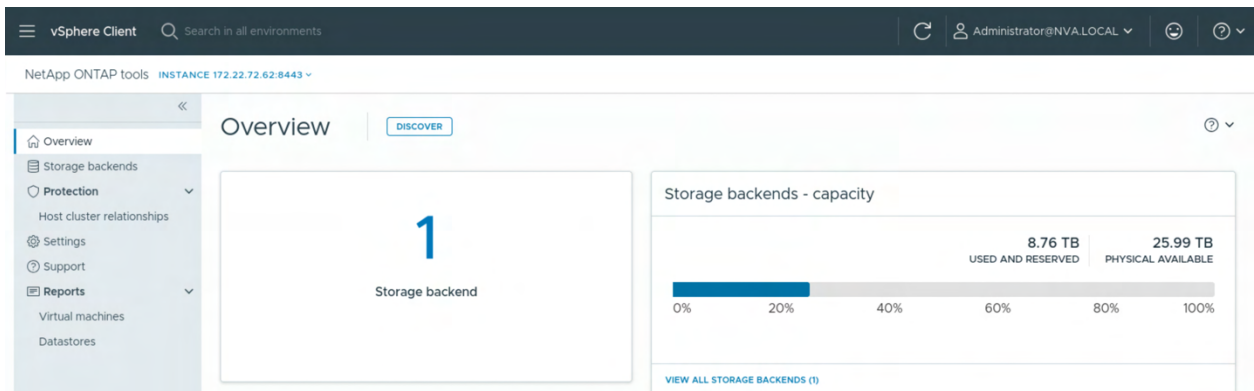 vSphere Client Search in all environments Administrator@NVA.LOCAL
NetApp ONTAP tools INSTANCE 172.22.72.62:8443
Overview
Storage backends
Protection
Host cluster relationships
Settings
Support
Reports
Virtual machines
Datastores
Overview DISCOVER
1
Storage backend
Storage backends - capacity
8.76 TB 25.99 TB
USED AND RESERVED PHYSICAL AVAILABLE
0% 20% 40% 60% 80% 100%
VIEW ALL STORAGE BACKENDS (1)